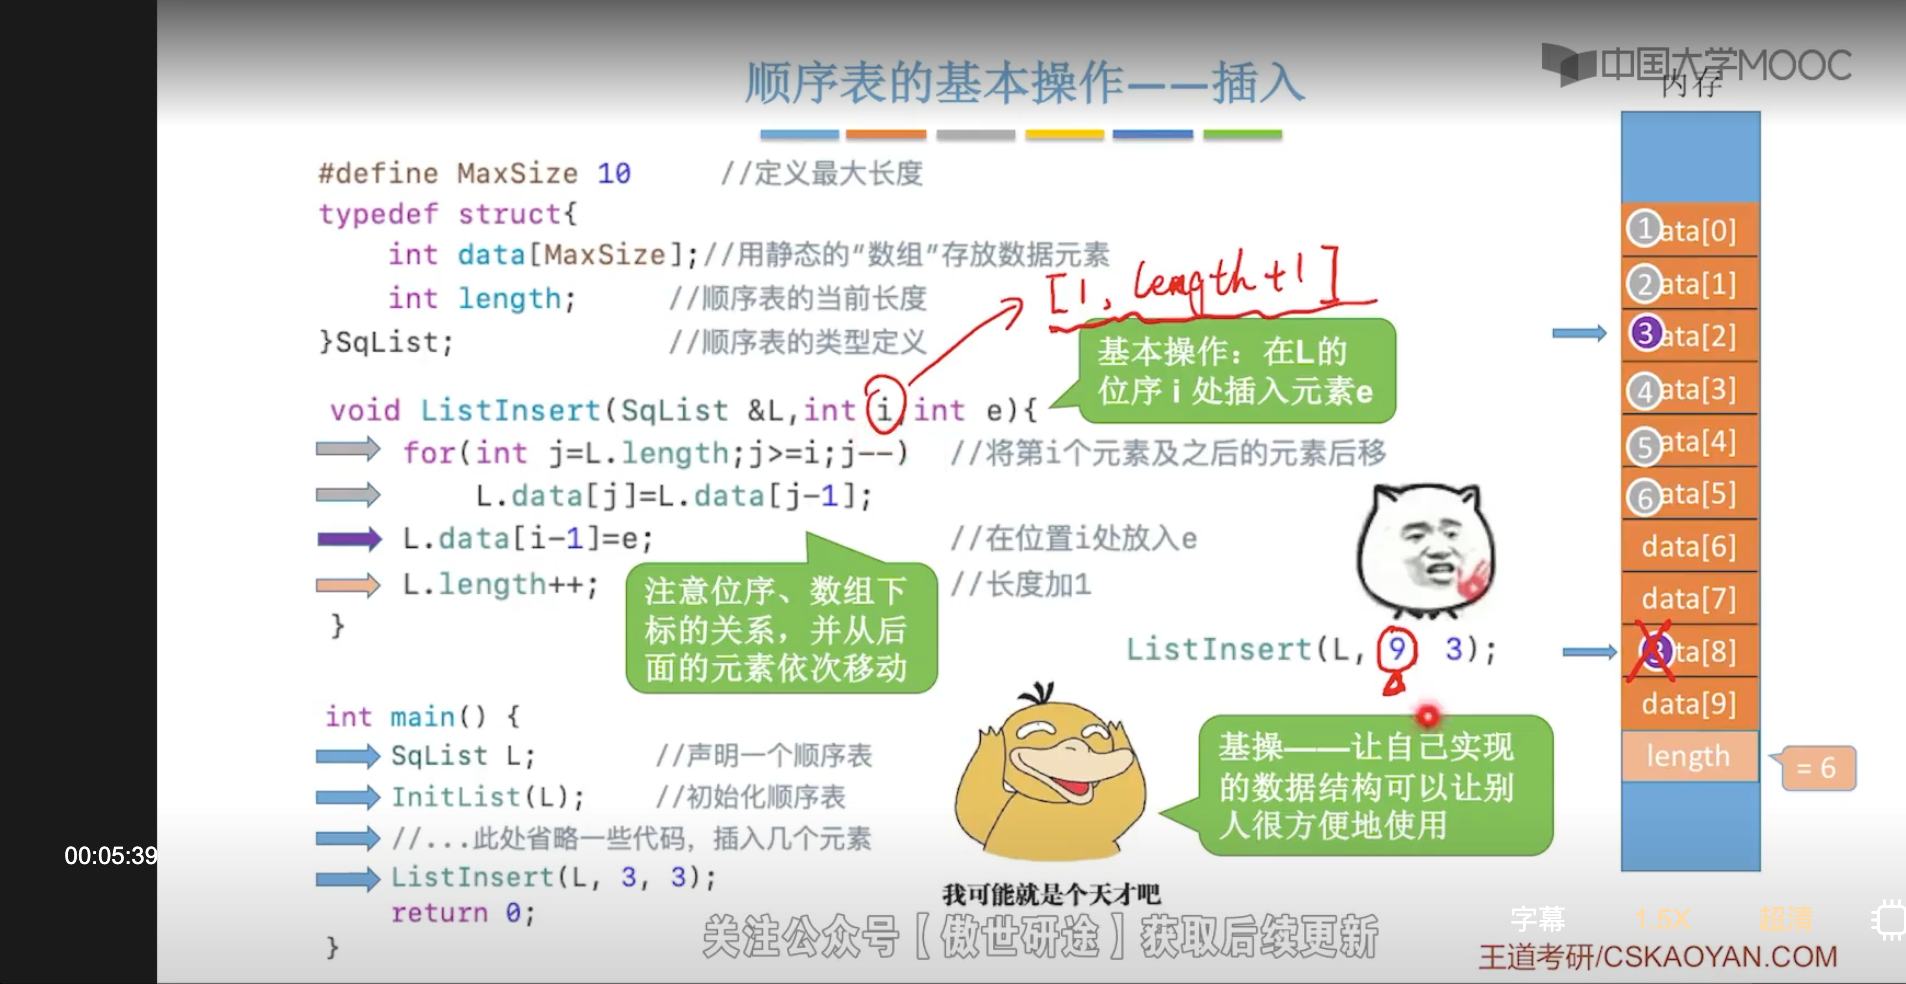 中国大学MOOC
顺序表的基本操作——插入
内存
#define MaxSize 10 //定义最大长度
typedef struct{
int data[MaxSize];//用静态的“数组”存放数据元素
int length; //顺序表的当前长度
}SqList; //顺序表的类型定义
[1, length+1]
基本操作：在L的
位序 i 处插入元素e
void ListInsert(SqList &L,int i,int e){
for(int j=L.length;j>=i;j--) //将第i个元素及之后的元素后移
L.data[j]=L.data[j-1];
L.data[i-1]=e; //在位置i处放入e
L.length++; //长度加1
}
注意位序、数组下
标的关系，并从后
面的元素依次移动
ListInsert(L, 9 3);
int main() {
SqList L; //声明一个顺序表
InitList(L); //初始化顺序表
//...此处省略一些代码，插入几个元素
ListInsert(L, 3, 3);
return 0;
}
我可能就是个天才吧
基操——让自己实现
的数据结构可以让别
人很方便地使用
1 ata[0]
2 ata[1]
3 ata[2]
4 ata[3]
5 ata[4]
6 ata[5]
data[6]
data[7]
3 ta[8]
data[9]
length
= 6
00:05:39
关注公众号【傲世研途】获取后续更新
字幕 1.5X 超清
王道考研/CSKAOYAN.COM